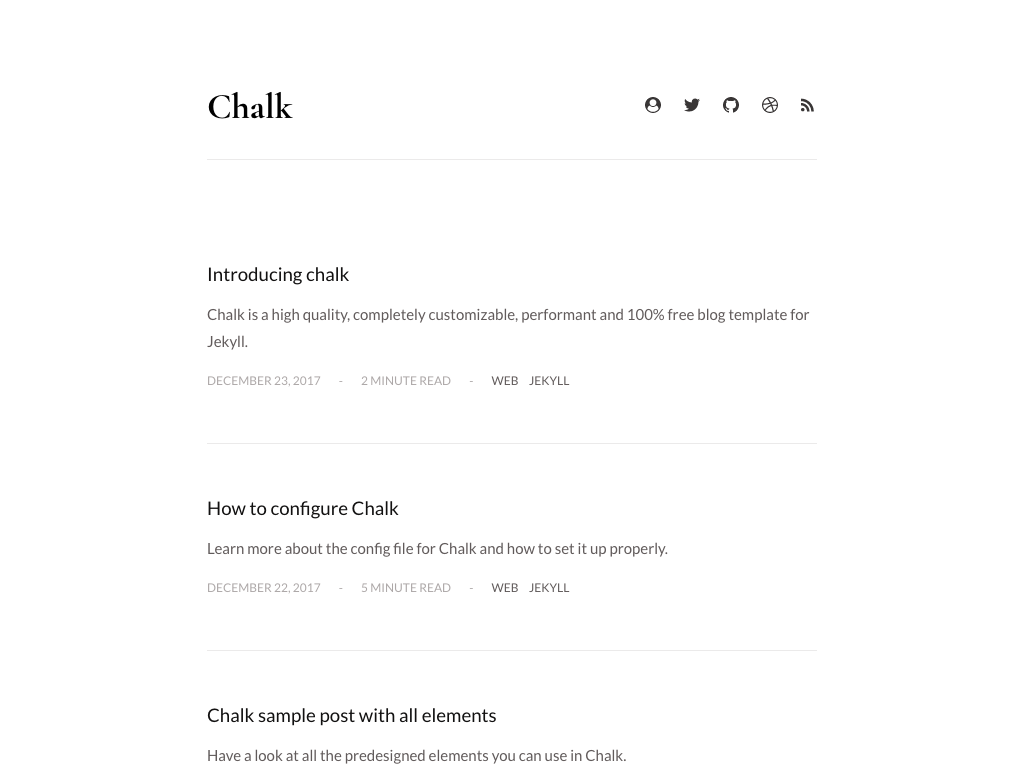 Chalk
Introducing chalk
Chalk is a high quality, completely customizable, performant and 100% free blog template for
Jekyll.
DECEMBER 23, 2017 - 2 MINUTE READ - WEB JEKYLL
How to configure Chalk
Learn more about the config file for Chalk and how to set it up properly.
DECEMBER 22, 2017 - 5 MINUTE READ - WEB JEKYLL
Chalk sample post with all elements
Have a look at all the predesigned elements you can use in Chalk.